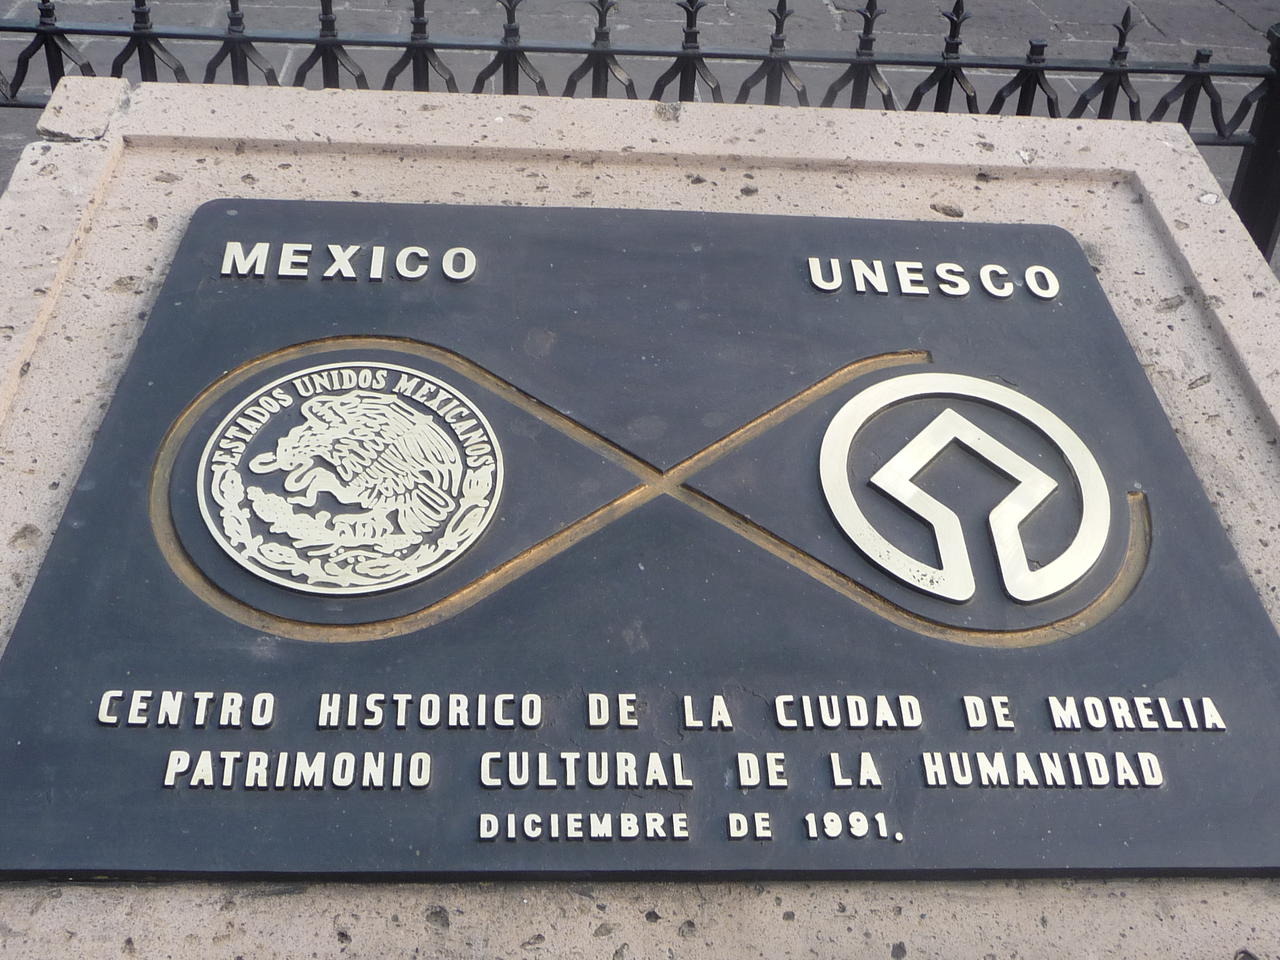 MEXICO
UNESCO
ESTADOS UNIDOS MEXICANOS
CENTRO HISTORICO DE LA CIUDAD DE MORELIA
PATRIMONIO CULTURAL DE LA HUMANIDAD
DICIEMBRE DE 1991.